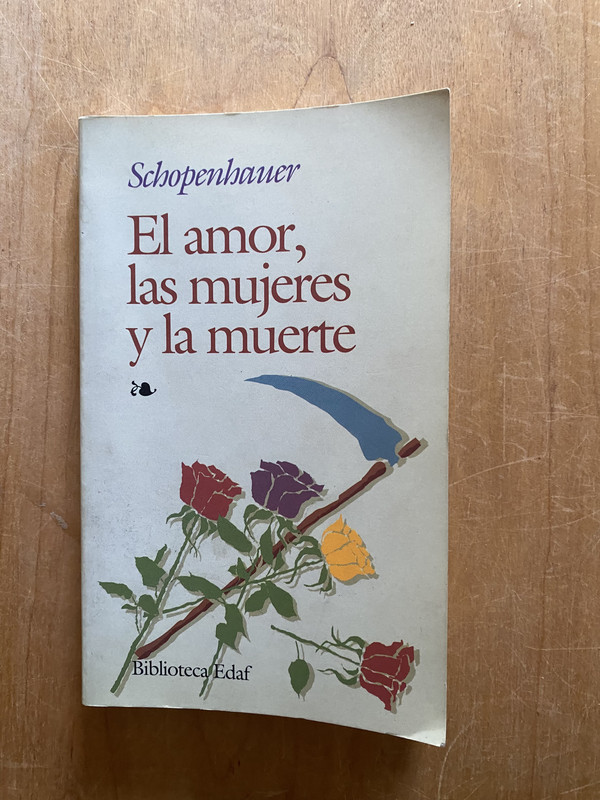 Schopenhauer
El amor,
las mujeres
y la muerte
Biblioteca Edaf